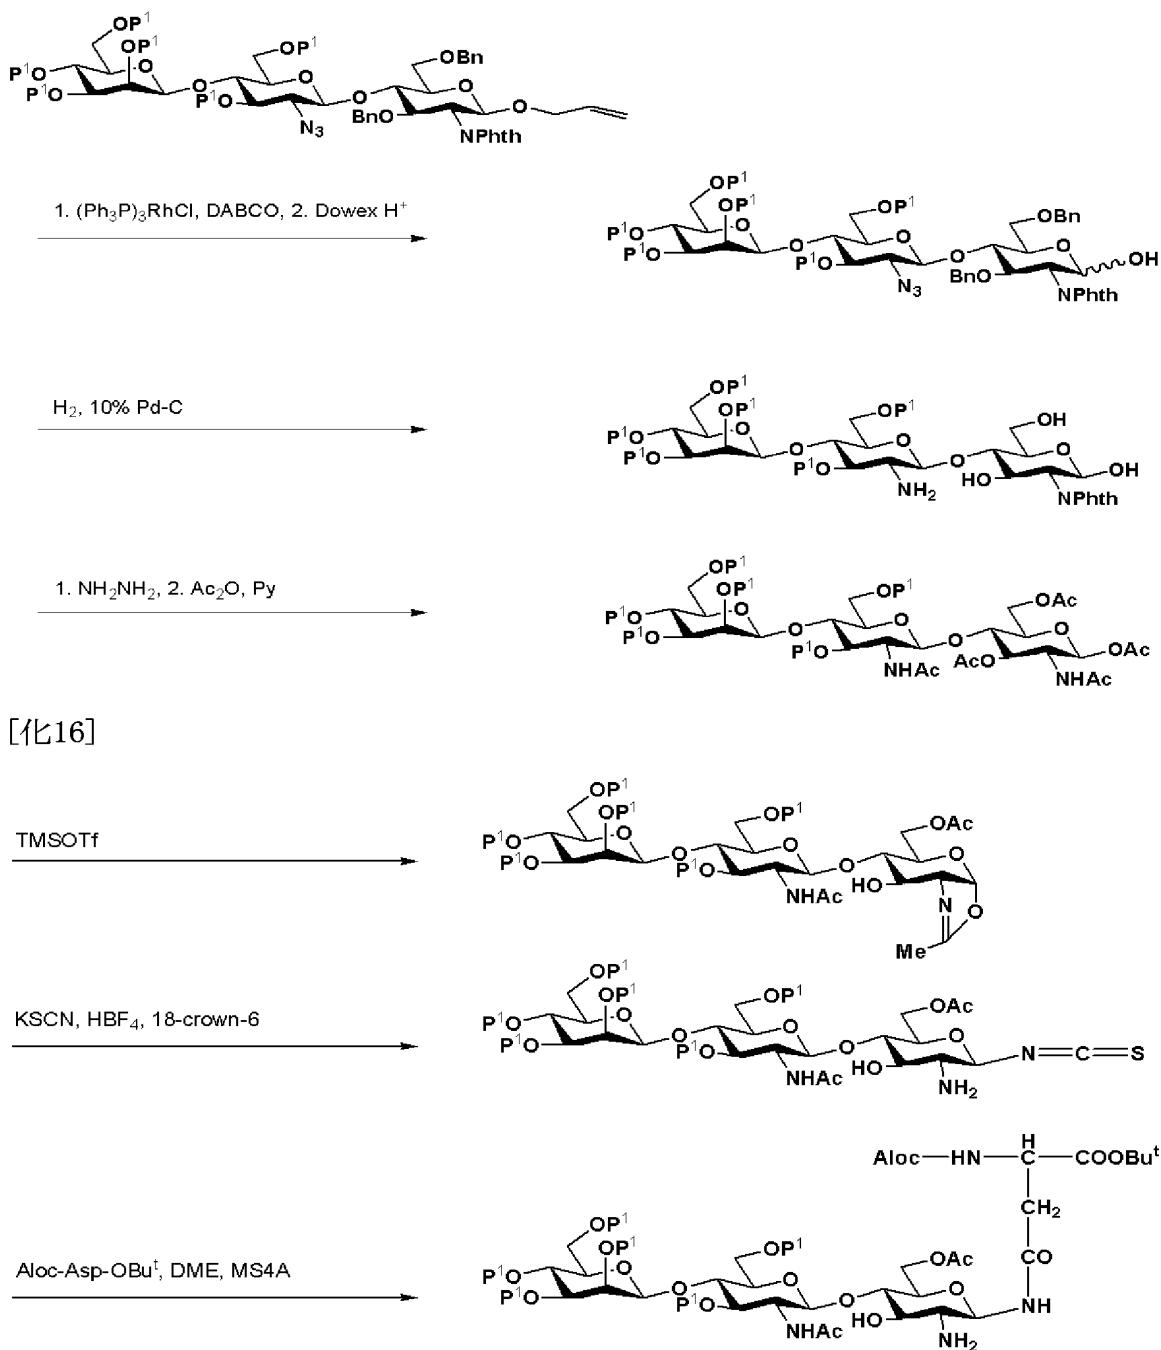 OP¹
OP¹
OP¹
OBn
P¹O
P¹O
O
O
P¹O
O
N₃
O
BnO
O
NPhth
O
1. (Ph₃P)₃RhCl, DABCO, 2. Dowex H⁺
OP¹
OP¹
OP¹
OBn
P¹O
P¹O
O
O
P¹O
O
N₃
O
BnO
O
NPhth
OH
H₂, 10% Pd-C
OP¹
OP¹
OP¹
OH
P¹O
P¹O
O
O
P¹O
O
NH₂
O
HO
O
NPhth
OH
1. NH₂NH₂, 2. Ac₂O, Py
OP¹
OP¹
OP¹
OAc
P¹O
P¹O
O
O
P¹O
O
NHAc
O
AcO
O
NHAc
OAc
[化16]
TMSOTf
OP¹
OP¹
OP¹
OAc
P¹O
P¹O
O
O
P¹O
O
NHAc
O
HO
O
N
O
Me
KSCN, HBF₄, 18-crown-6
OP¹
OP¹
OP¹
OAc
P¹O
P¹O
O
O
P¹O
O
NHAc
O
HO
O
NH₂
N=C=S
Aloc-Asp-OBuᵗ, DME, MS4A
Aloc—HN—C—COOBuᵗ
H
CH₂
CO
NH
OP¹
OP¹
OP¹
OAc
P¹O
P¹O
O
O
P¹O
O
NHAc
O
HO
O
NH₂